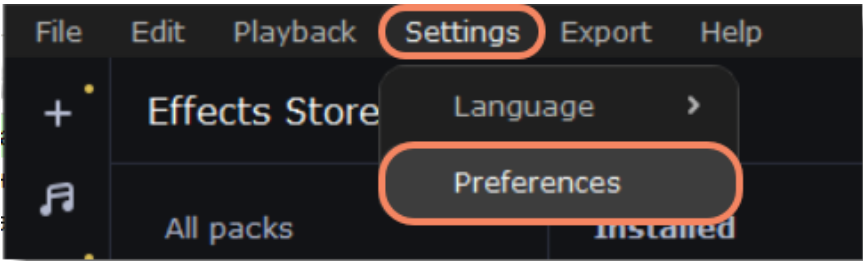 File Edit Playback Settings Export Help
Effects Store
Language
Preferences
All packs
Installed